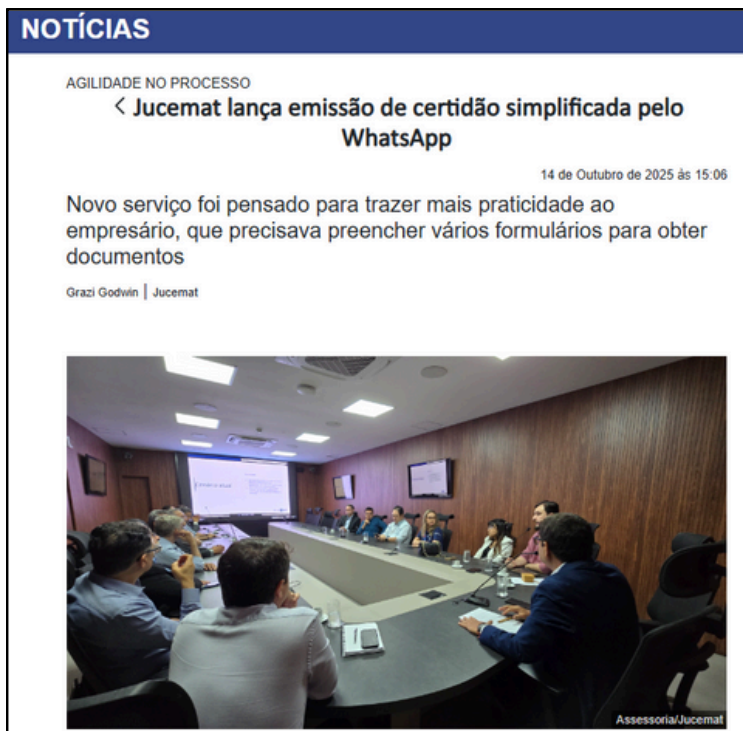 NOTÍCIAS
AGILIDADE NO PROCESSO
< Jucemat lança emissão de certidão simplificada pelo
WhatsApp
14 de Outubro de 2025 às 15:06
Novo serviço foi pensado para trazer mais praticidade ao
empresário, que precisava preencher vários formulários para obter
documentos
Grazi Godwin | Jucemat
Assessoria/Jucemat